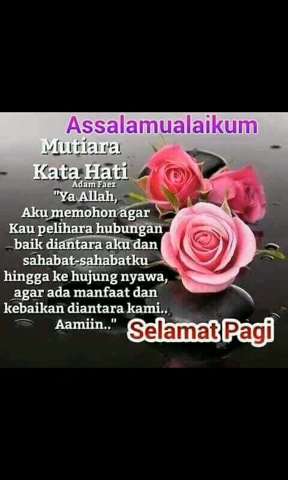 Assalamualaikum
Mutiara
Kata Hati
Adam Faez
"Ya Allah,
Aku memohon agar
Kau pelihara hubungan
baik diantara aku dan
sahabat-sahabatku
hingga ke hujung nyawa,
agar ada manfaat dan
kebaikan diantara kami..
Aamiin.."
Selamat Pagi